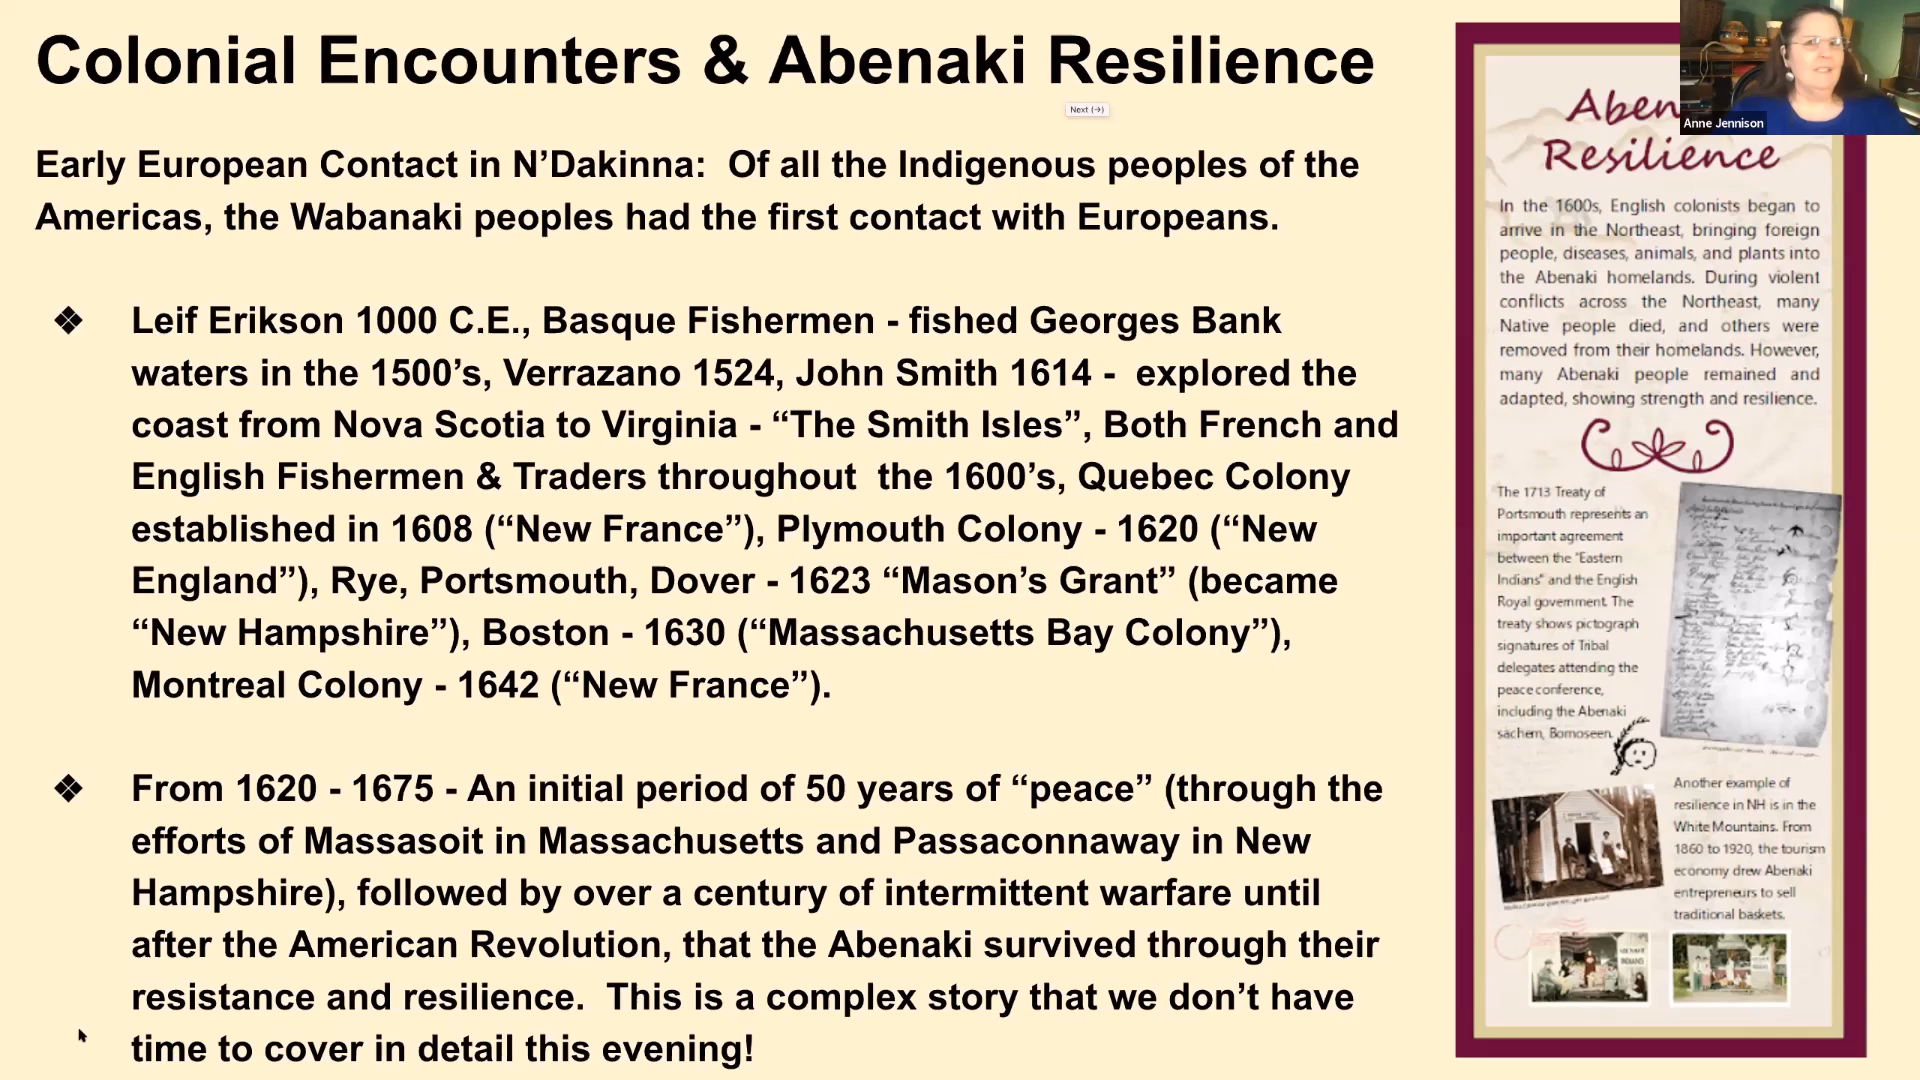 Colonial Encounters & Abenaki Resilience
Next (→)
Early European Contact in N’Dakinna:  Of all the Indigenous peoples of the
Americas, the Wabanaki peoples had the first contact with Europeans.
❖ Leif Erikson 1000 C.E., Basque Fishermen - fished Georges Bank
waters in the 1500’s, Verrazano 1524, John Smith 1614 -  explored the
coast from Nova Scotia to Virginia - “The Smith Isles”, Both French and
English Fishermen & Traders throughout  the 1600’s, Quebec Colony
established in 1608 (“New France”), Plymouth Colony - 1620 (“New
England”), Rye, Portsmouth, Dover - 1623 “Mason’s Grant” (became
“New Hampshire”), Boston - 1630 (“Massachusetts Bay Colony”),
Montreal Colony - 1642 (“New France”).
❖ From 1620 - 1675 - An initial period of 50 years of “peace” (through the
efforts of Massasoit in Massachusetts and Passaconnaway in New
Hampshire), followed by over a century of intermittent warfare until
after the American Revolution, that the Abenaki survived through their
resistance and resilience.  This is a complex story that we don’t have
time to cover in detail this evening!
Anne Jennison
Aben
Resilience
In the 1600s, English colonists began to
arrive in the Northeast, bringing foreign
people, diseases, animals, and plants into
the Abenaki homelands. During violent
conflicts across the Northeast, many
Native people died, and others were
removed from their homelands. However,
many Abenaki people remained and
adapted, showing strength and resilience.
The 1713 Treaty of
Portsmouth represents an
important agreement
between the "Eastern
Indians" and the English
Royal government. The
treaty shows pictograph
signatures of Tribal
delegates attending the
peace conference,
including the Abenaki
sachem, Bomoseen.
Another example of
resilience in NH is in the
White Mountains. From
1860 to 1920, the tourism
economy drew Abenaki
entrepreneurs to sell
traditional baskets.
INDIANS